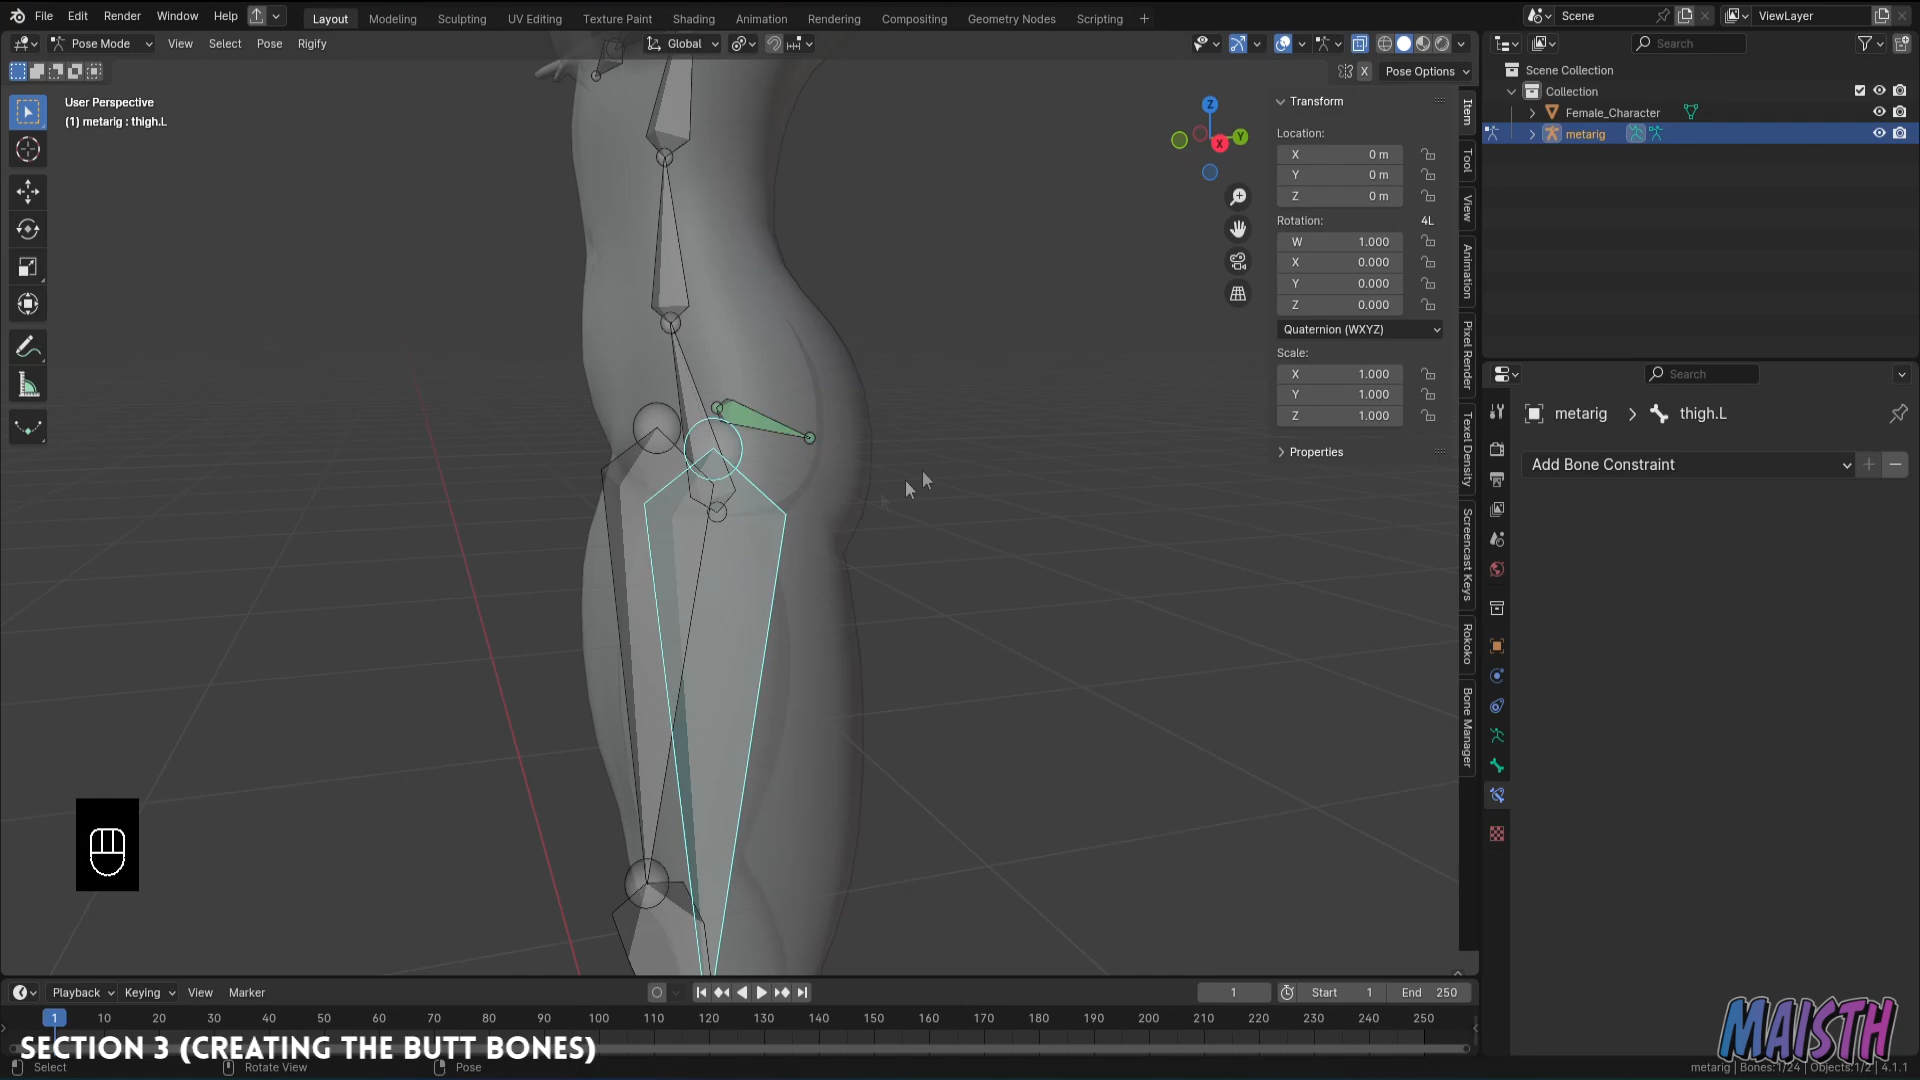 File Edit Render Window Help
Layout Modeling Sculpting UV Editing Texture Paint Shading Animation Rendering Compositing Geometry Nodes Scripting +
Scene
ViewLayer
Pose Mode View Select Pose Rigify
Global
Search
X Pose Options
User Perspective
(1) metarig : thigh.L
Z
Y
X
Transform
Location:
X 0 m
Y 0 m
Z 0 m
Rotation: 4L
W 1.000
X 0.000
Y 0.000
Z 0.000
Quaternion (WXYZ)
Scale:
X 1.000
Y 1.000
Z 1.000
Properties
Item
Tool
View
Animation
Pixel Render
Texel Density
Screencast Keys
Rokoko
Bone Manager
Scene Collection
Collection
Female_Character
metarig
Search
metarig > thigh.L
Add Bone Constraint
Playback Keying View Marker
1 Start 1 End 250
1 10 20 30 40 50 60 70 80 90 100 110 120 130 140 150 160 170 180 190 200 210 220 230 240 250
SECTION 3 (CREATING THE BUTT BONES)
MAISTH
Select Rotate View Pose
metarig | Bones:1/24 | Objects:1/2 | 4.1.1